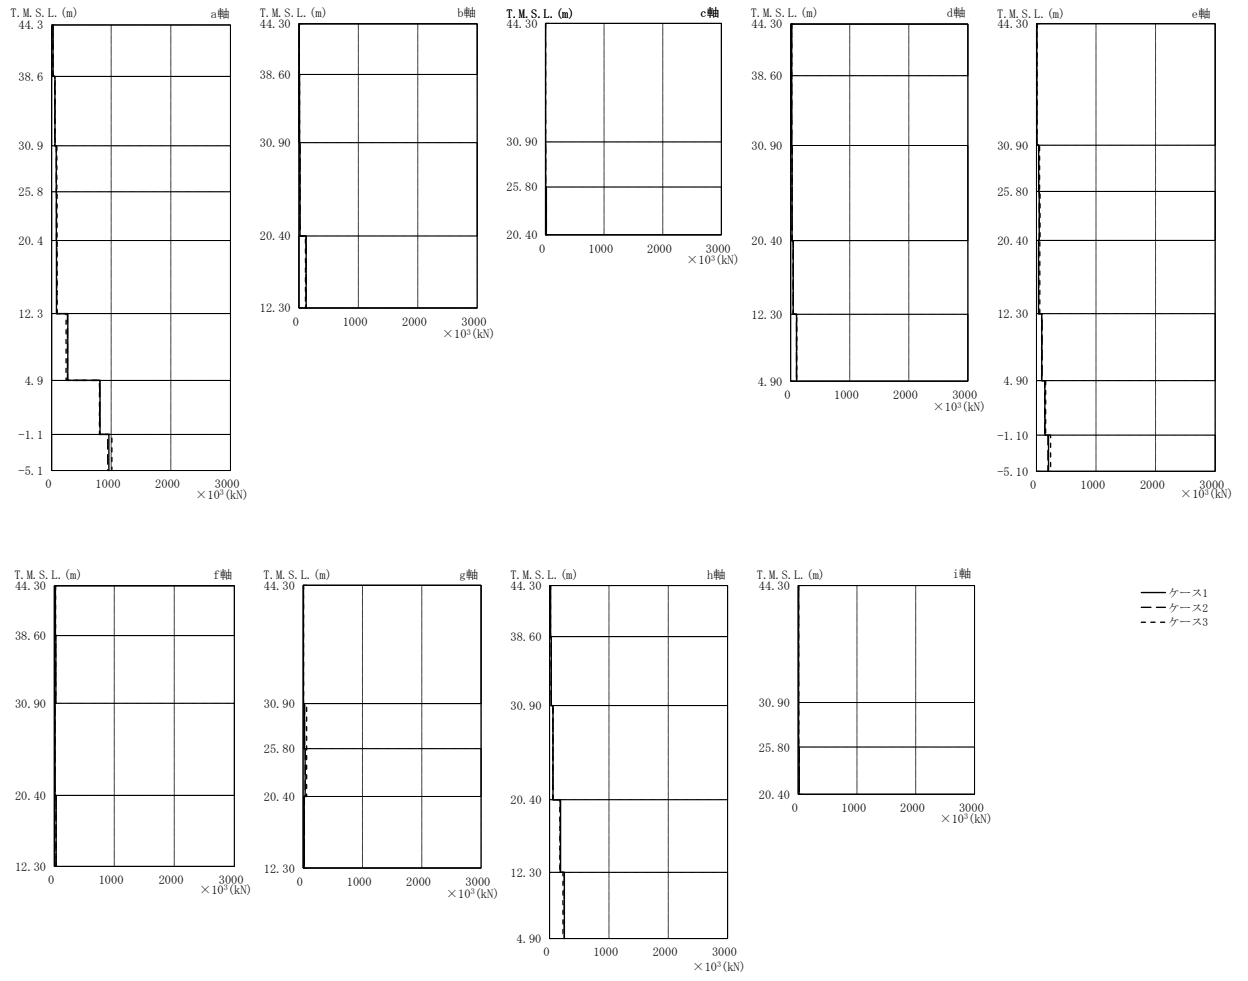 T.M.S.L.(m) a軸
44.3
38.6
30.9
25.8
20.4
12.3
4.9
-1.1
-5.1
0 1000 2000 3000
×10³(kN)
T.M.S.L.(m) b軸
44.30
38.60
30.90
20.40
12.30
0 1000 2000 3000
×10³(kN)
T.M.S.L.(m) c軸
44.30
30.90
25.80
20.40
0 1000 2000 3000
×10³(kN)
T.M.S.L.(m) d軸
44.30
38.60
30.90
20.40
12.30
4.90
0 1000 2000 3000
×10³(kN)
T.M.S.L.(m) e軸
44.30
30.90
25.80
20.40
12.30
4.90
-1.10
-5.10
0 1000 2000 3000
×10³(kN)
T.M.S.L.(m) f軸
44.30
38.60
30.90
20.40
12.30
0 1000 2000 3000
×10³(kN)
T.M.S.L.(m) g軸
44.30
30.90
25.80
20.40
12.30
0 1000 2000 3000
×10³(kN)
T.M.S.L.(m) h軸
44.30
38.60
30.90
20.40
12.30
4.90
0 1000 2000 3000
×10³(kN)
T.M.S.L.(m) i軸
44.30
30.90
25.80
20.40
0 1000 2000 3000
×10³(kN)
ケース1
ケース2
ケース3